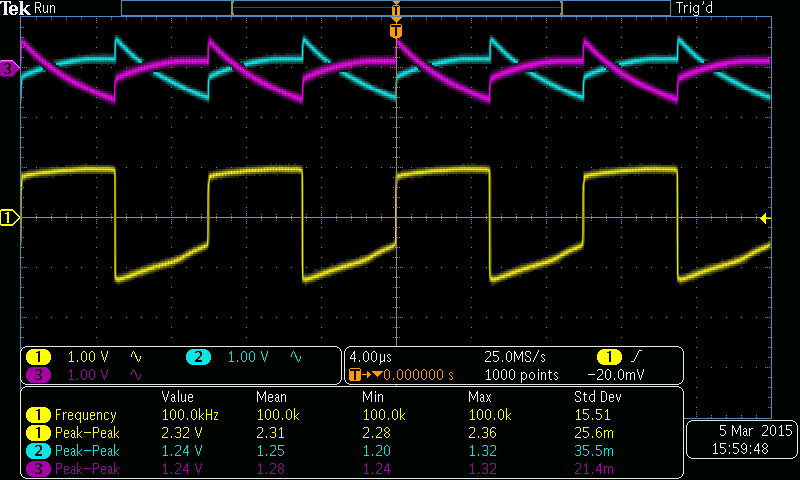 Tek Run T Trig'd
T
3
1
1 1.00 V 2 1.00 V 4.00µs 25.0MS/s 1
3 1.00 V T 0.000000 s 1000 points −20.0mV
Value Mean Min Max Std Dev
1 Frequency 100.0kHz 100.0k 100.0k 100.0k 15.51
1 Peak−Peak 2.32 V 2.31 2.28 2.36 25.6m
2 Peak−Peak 1.24 V 1.25 1.20 1.32 35.5m
3 Peak−Peak 1.24 V 1.28 1.24 1.32 21.4m
5 Mar 2015
15:59:48